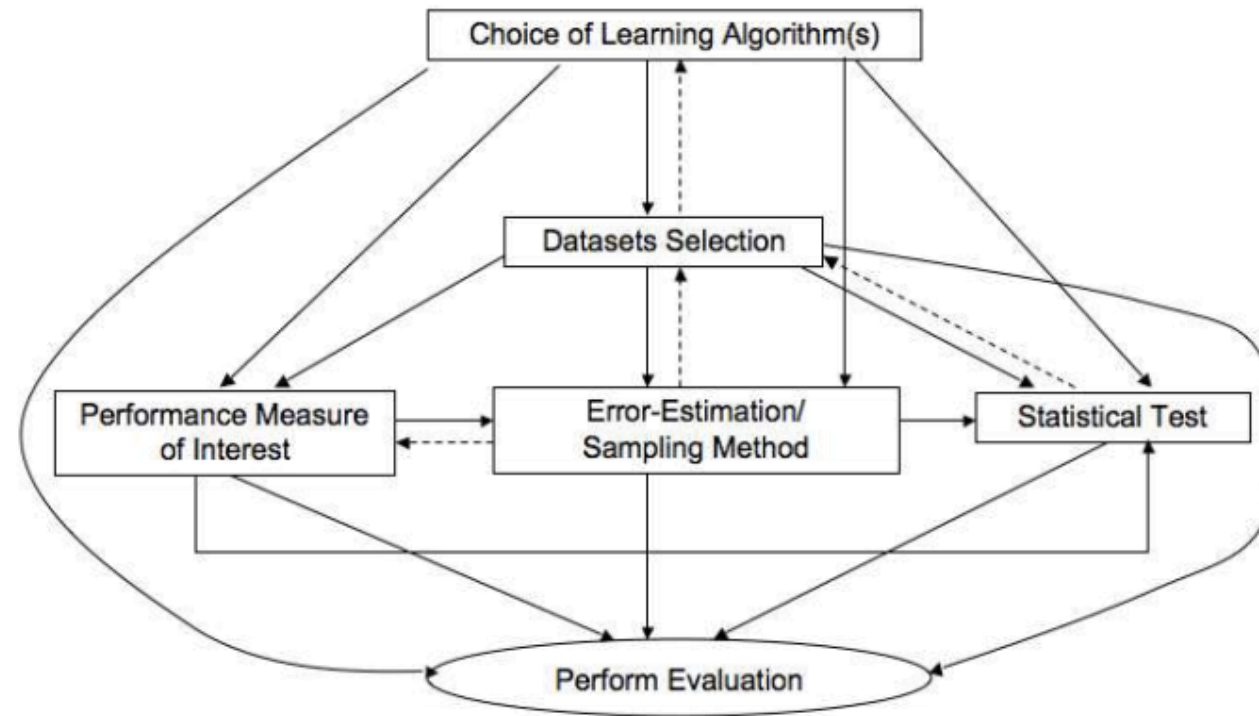 Choice of Learning Algorithm(s)
Datasets Selection
Performance Measure
of Interest
Error-Estimation/
Sampling Method
Statistical Test
Perform Evaluation